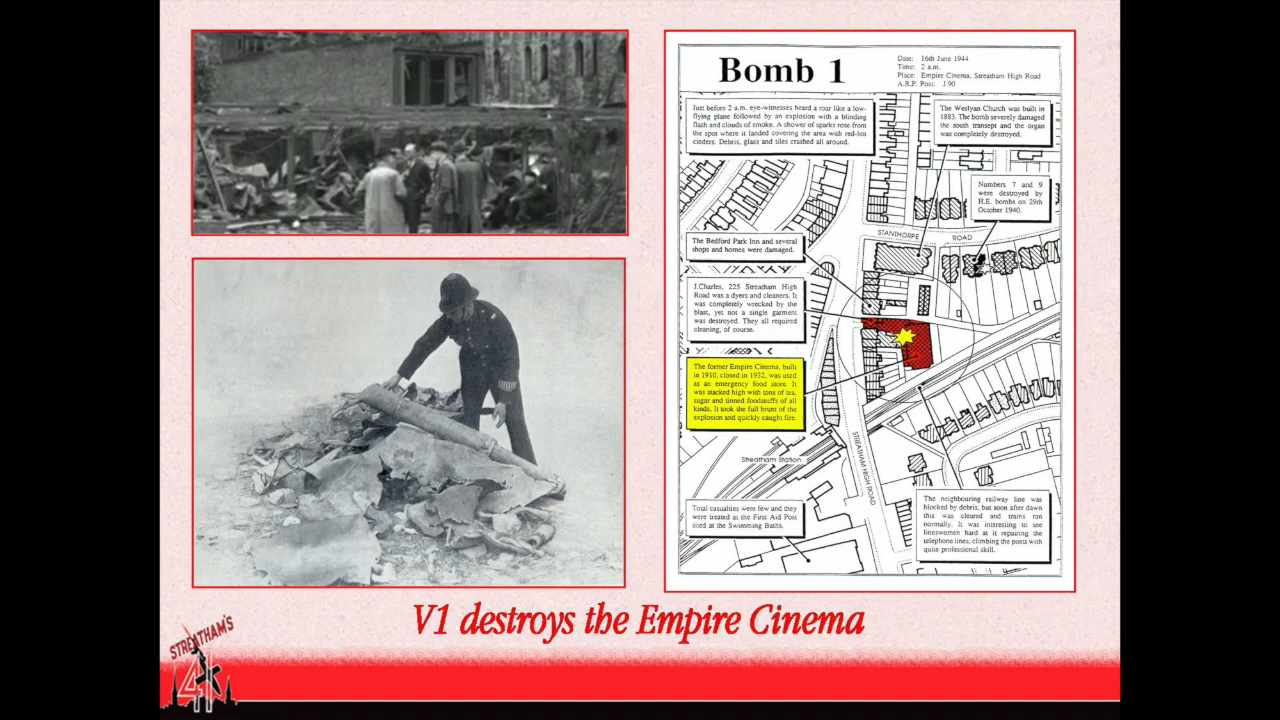 Bomb 1
Date: 16th June 1944
Time: 2 a.m.
Place: Empire Cinema, Streatham High Road
A.R.P. Post: J.90
Just before 2 a.m. eye-witnesses heard a roar like a low-
flying plane followed by an explosion with a blinding
flash and clouds of smoke. A shower of sparks rose from
the spot where it landed covering the area with red-hot
cinders. Debris, glass and tiles crashed all around.
The Weslyan Church was built in
1883. The bomb severely damaged
the south transept and the organ
was completly destroyed.
Numbers 7 and 9
were destroyed by
H.E. bombs on 29th
October 1940.
STANTHORPE ROAD
The Bedford Park Inn and several
shops and homes were damaged.
J.Charles, 225 Streatham High
Road was a dyers and cleaners. It
was completely wrecked by the
blast, yet not a single garment
was destroyed. They all required
cleaning, of course.
The former Empire Cinema, built
in 1910, closed in 1932, was used
as an emergency food store. It
was stacked high with tons of tea,
sugar and tinned foodstuffs of all
kinds. It took the full brunt of the
explosion and quickly caught fire.
Streatham Station
STREATHAM HIGH ROAD
Total casualties were few and they
were treated at the First Aid Post
sited at the Swimming Baths.
The neighbouring railway line was
blocked by debris, but soon after dawn
this was cleared and trains ran
normally. It was interesting to see
lineswomen hard at it repairing the
telephone lines, climbing the posts with
quite professional skill.
V1 destroys the Empire Cinema
STREATHAM'S
41